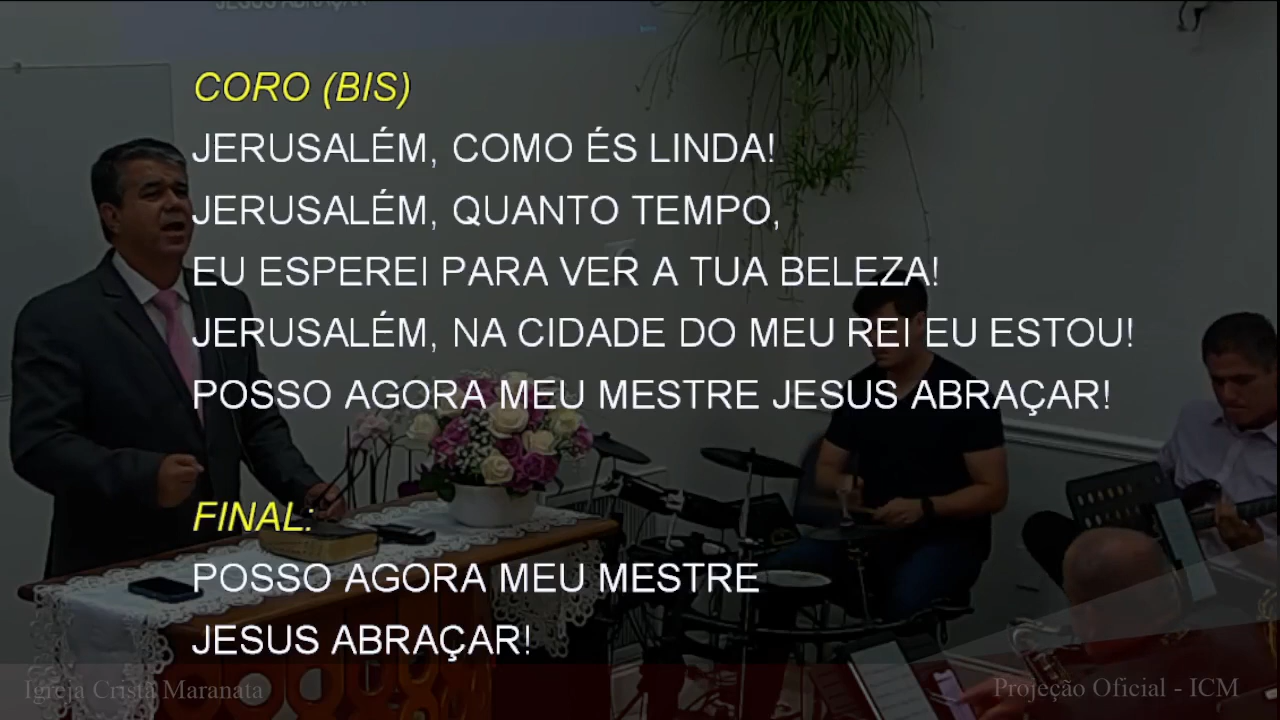 JESUS ABRAÇAR
CORO (BIS)
JERUSALÉM, COMO ÉS LINDA!
JERUSALÉM, QUANTO TEMPO,
EU ESPEREI PARA VER A TUA BELEZA!
JERUSALÉM, NA CIDADE DO MEU REI EU ESTOU!
POSSO AGORA MEU MESTRE JESUS ABRAÇAR!
FINAL:
POSSO AGORA MEU MESTRE
JESUS ABRAÇAR!
Igreja Cristã Maranata
Projeção Oficial - ICM